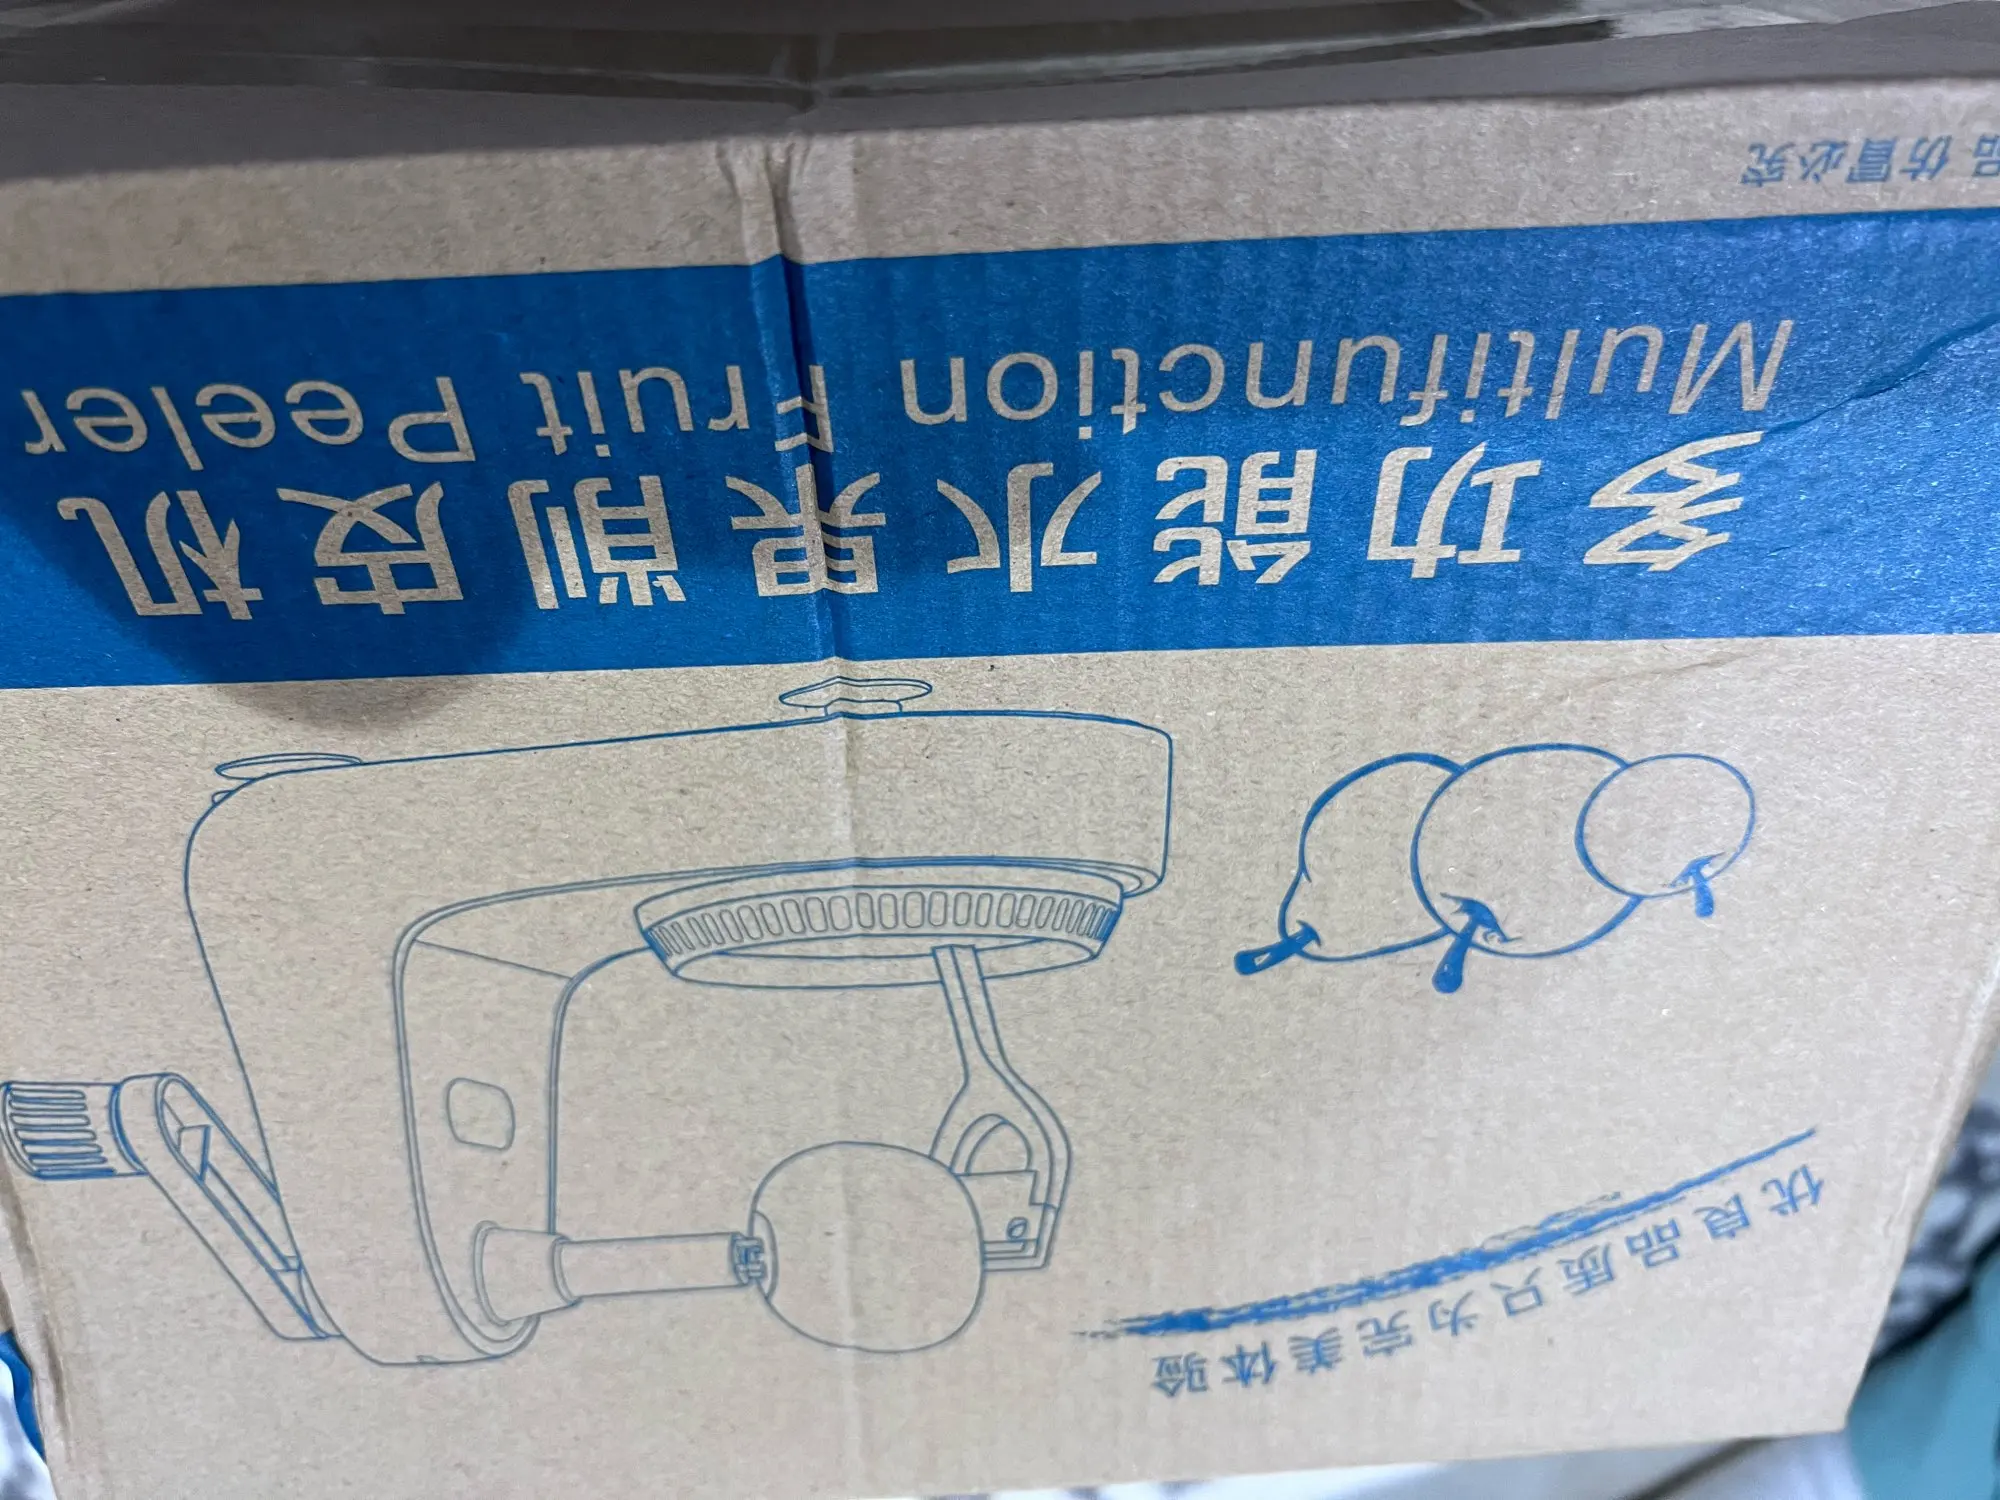 优良品质只为完美体验
多功能水果削皮机
Multifunction Fruit Peeler
品 仿冒必究